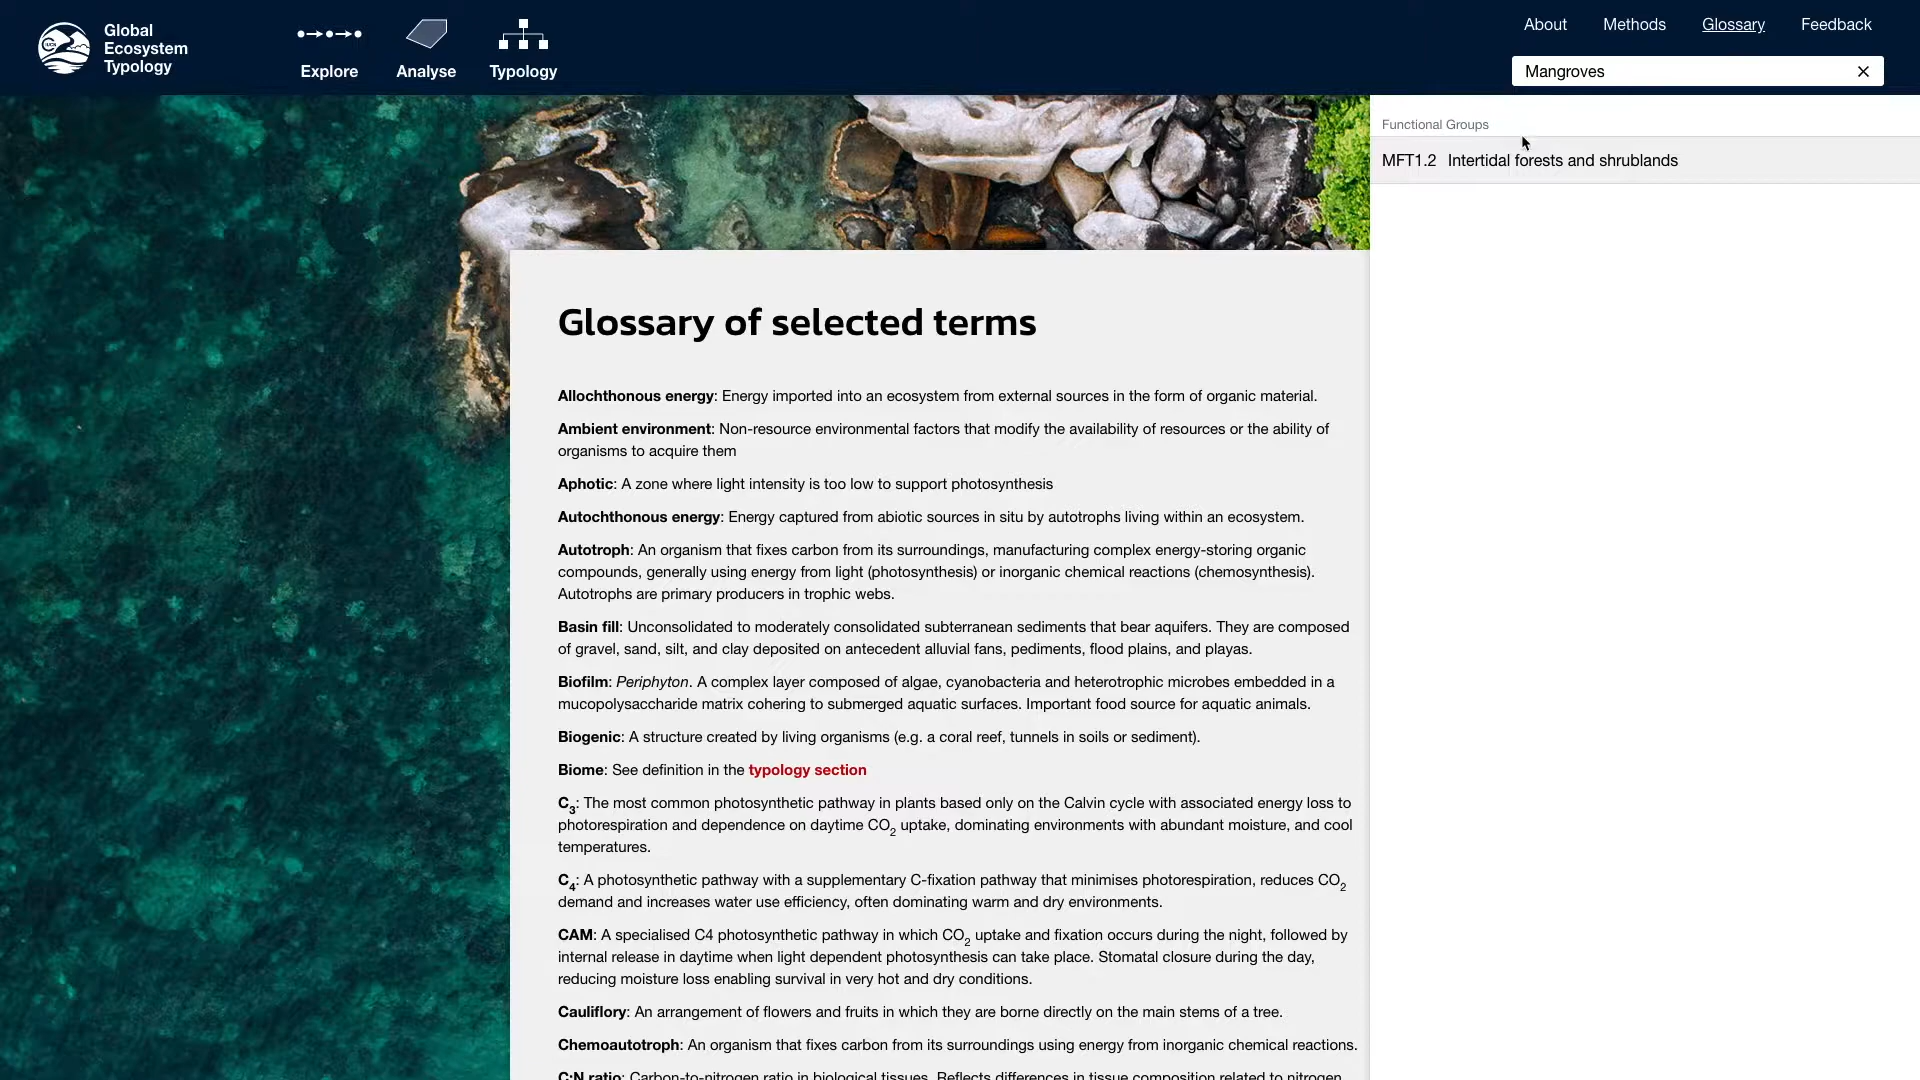 Global
Ecosystem
Typology
Explore
Analyse
Typology
About
Methods
Glossary
Feedback
Mangroves
Functional Groups
MFT1.2 Intertidal forests and shrublands
Glossary of selected terms
Allochthonous energy: Energy imported into an ecosystem from external sources in the form of organic material.
Ambient environment: Non-resource environmental factors that modify the availability of resources or the ability of
organisms to acquire them
Aphotic: A zone where light intensity is too low to support photosynthesis
Autochthonous energy: Energy captured from abiotic sources in situ by autotrophs living within an ecosystem.
Autotroph: An organism that fixes carbon from its surroundings, manufacturing complex energy-storing organic
compounds, generally using energy from light (photosynthesis) or inorganic chemical reactions (chemosynthesis).
Autotrophs are primary producers in trophic webs.
Basin fill: Unconsolidated to moderately consolidated subterranean sediments that bear aquifers. They are composed
of gravel, sand, silt, and clay deposited on antecedent alluvial fans, pediments, flood plains, and playas.
Biofilm: Periphyton. A complex layer composed of algae, cyanobacteria and heterotrophic microbes embedded in a
mucopolysaccharide matrix cohering to submerged aquatic surfaces. Important food source for aquatic animals.
Biogenic: A structure created by living organisms (e.g. a coral reef, tunnels in soils or sediment).
Biome: See definition in the typology section
C3: The most common photosynthetic pathway in plants based only on the Calvin cycle with associated energy loss to
photorespiration and dependence on daytime CO2 uptake, dominating environments with abundant moisture, and cool
temperatures.
C4: A photosynthetic pathway with a supplementary C-fixation pathway that minimises photorespiration, reduces CO2
demand and increases water use efficiency, often dominating warm and dry environments.
CAM: A specialised C4 photosynthetic pathway in which CO2 uptake and fixation occurs during the night, followed by
internal release in daytime when light dependent photosynthesis can take place. Stomatal closure during the day,
reducing moisture loss enabling survival in very hot and dry conditions.
Cauliflory: An arrangement of flowers and fruits in which they are borne directly on the main stems of a tree.
Chemoautotroph: An organism that fixes carbon from its surroundings using energy from inorganic chemical reactions.
C:N ratio: Carbon-to-nitrogen ratio in biological tissues. Reflects differences in tissue composition related to nitrogen